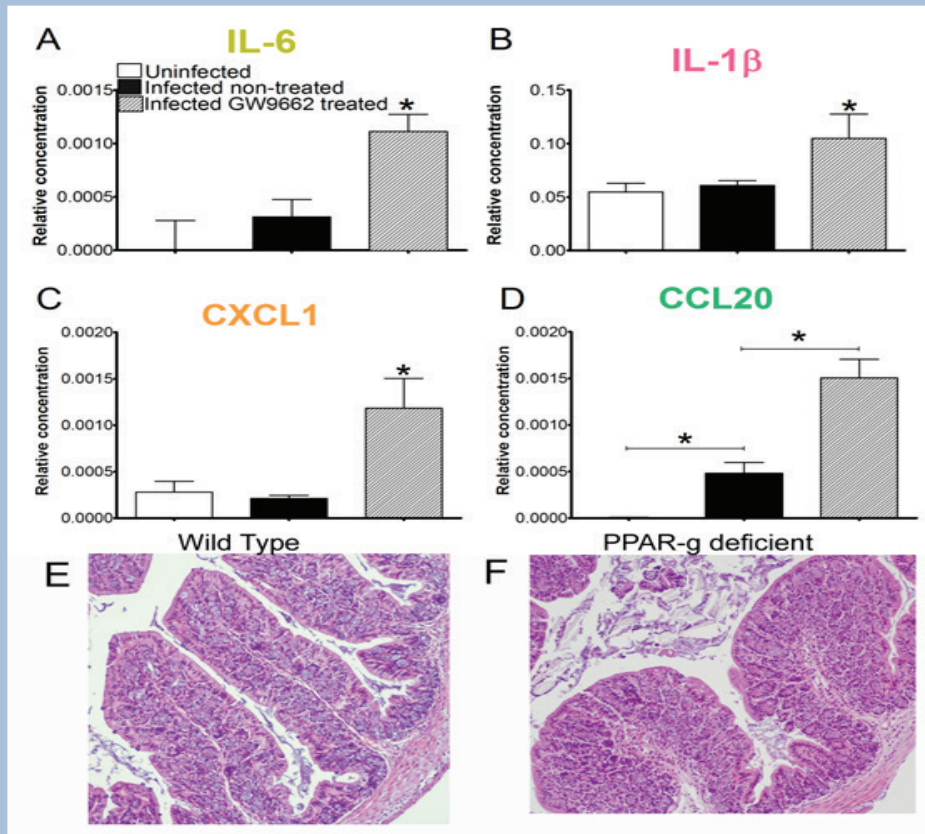 A
IL-6
Uninfected
Infected non-treated
Infected GW9662 treated
Relative concentration
0.0015
0.0010
0.0005
0.0000
*
B
IL-1β
Relative concentration
0.15
0.10
0.05
0.00
*
C
CXCL1
Relative concentration
0.0020
0.0015
0.0010
0.0005
0.0000
*
D
CCL20
Relative concentration
0.0020
0.0015
0.0010
0.0005
0.0000
*
*
Wild Type
E
PPAR-g deficient
F